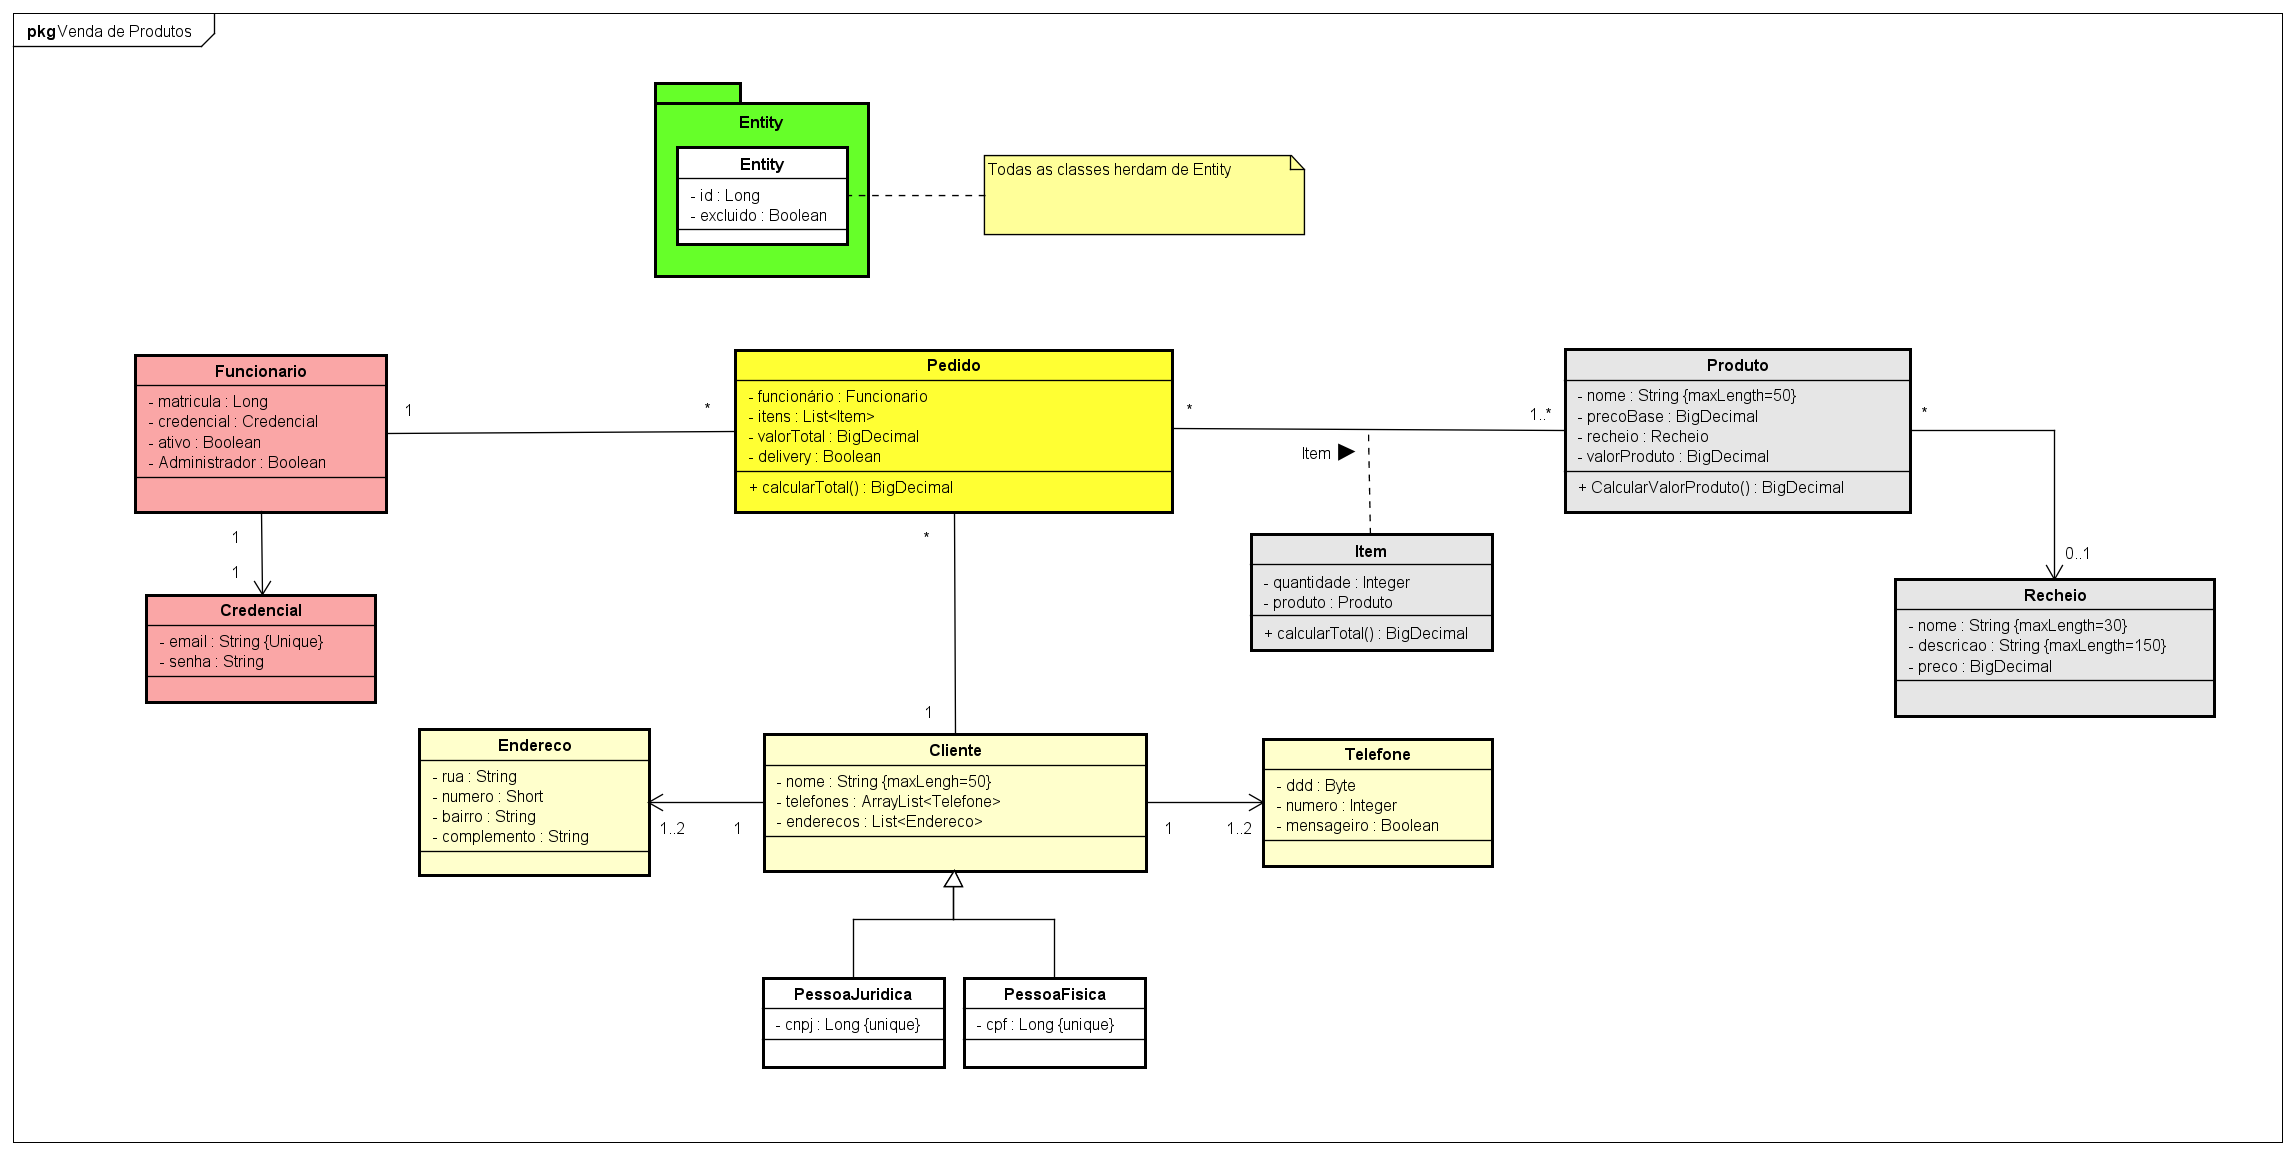 pkg Venda de Produtos
Entity
Entity
- id : Long
- excluido : Boolean
Todas as classes herdam de Entity
Funcionario
- matricula : Long
- credencial : Credencial
- ativo : Boolean
- Administrador : Boolean
1
*
Pedido
- funcionário : Funcionario
- itens : List<Item>
- valorTotal : BigDecimal
- delivery : Boolean
+ calcularTotal() : BigDecimal
*
1..*
Item ▶
Produto
- nome : String {maxLength=50}
- precoBase : BigDecimal
- recheio : Recheio
- valorProduto : BigDecimal
+ CalcularValorProduto() : BigDecimal
*
0..1
1
1
Credencial
- email : String {Unique}
- senha : String
*
1
Item
- quantidade : Integer
- produto : Produto
+ calcularTotal() : BigDecimal
Recheio
- nome : String {maxLength=30}
- descricao : String {maxLength=150}
- preco : BigDecimal
Endereco
- rua : String
- numero : Short
- bairro : String
- complemento : String
1..2
1
Cliente
- nome : String {maxLengh=50}
- telefones : ArrayList<Telefone>
- enderecos : List<Endereco>
1
1..2
Telefone
- ddd : Byte
- numero : Integer
- mensageiro : Boolean
PessoaJuridica
- cnpj : Long {unique}
PessoaFisica
- cpf : Long {unique}